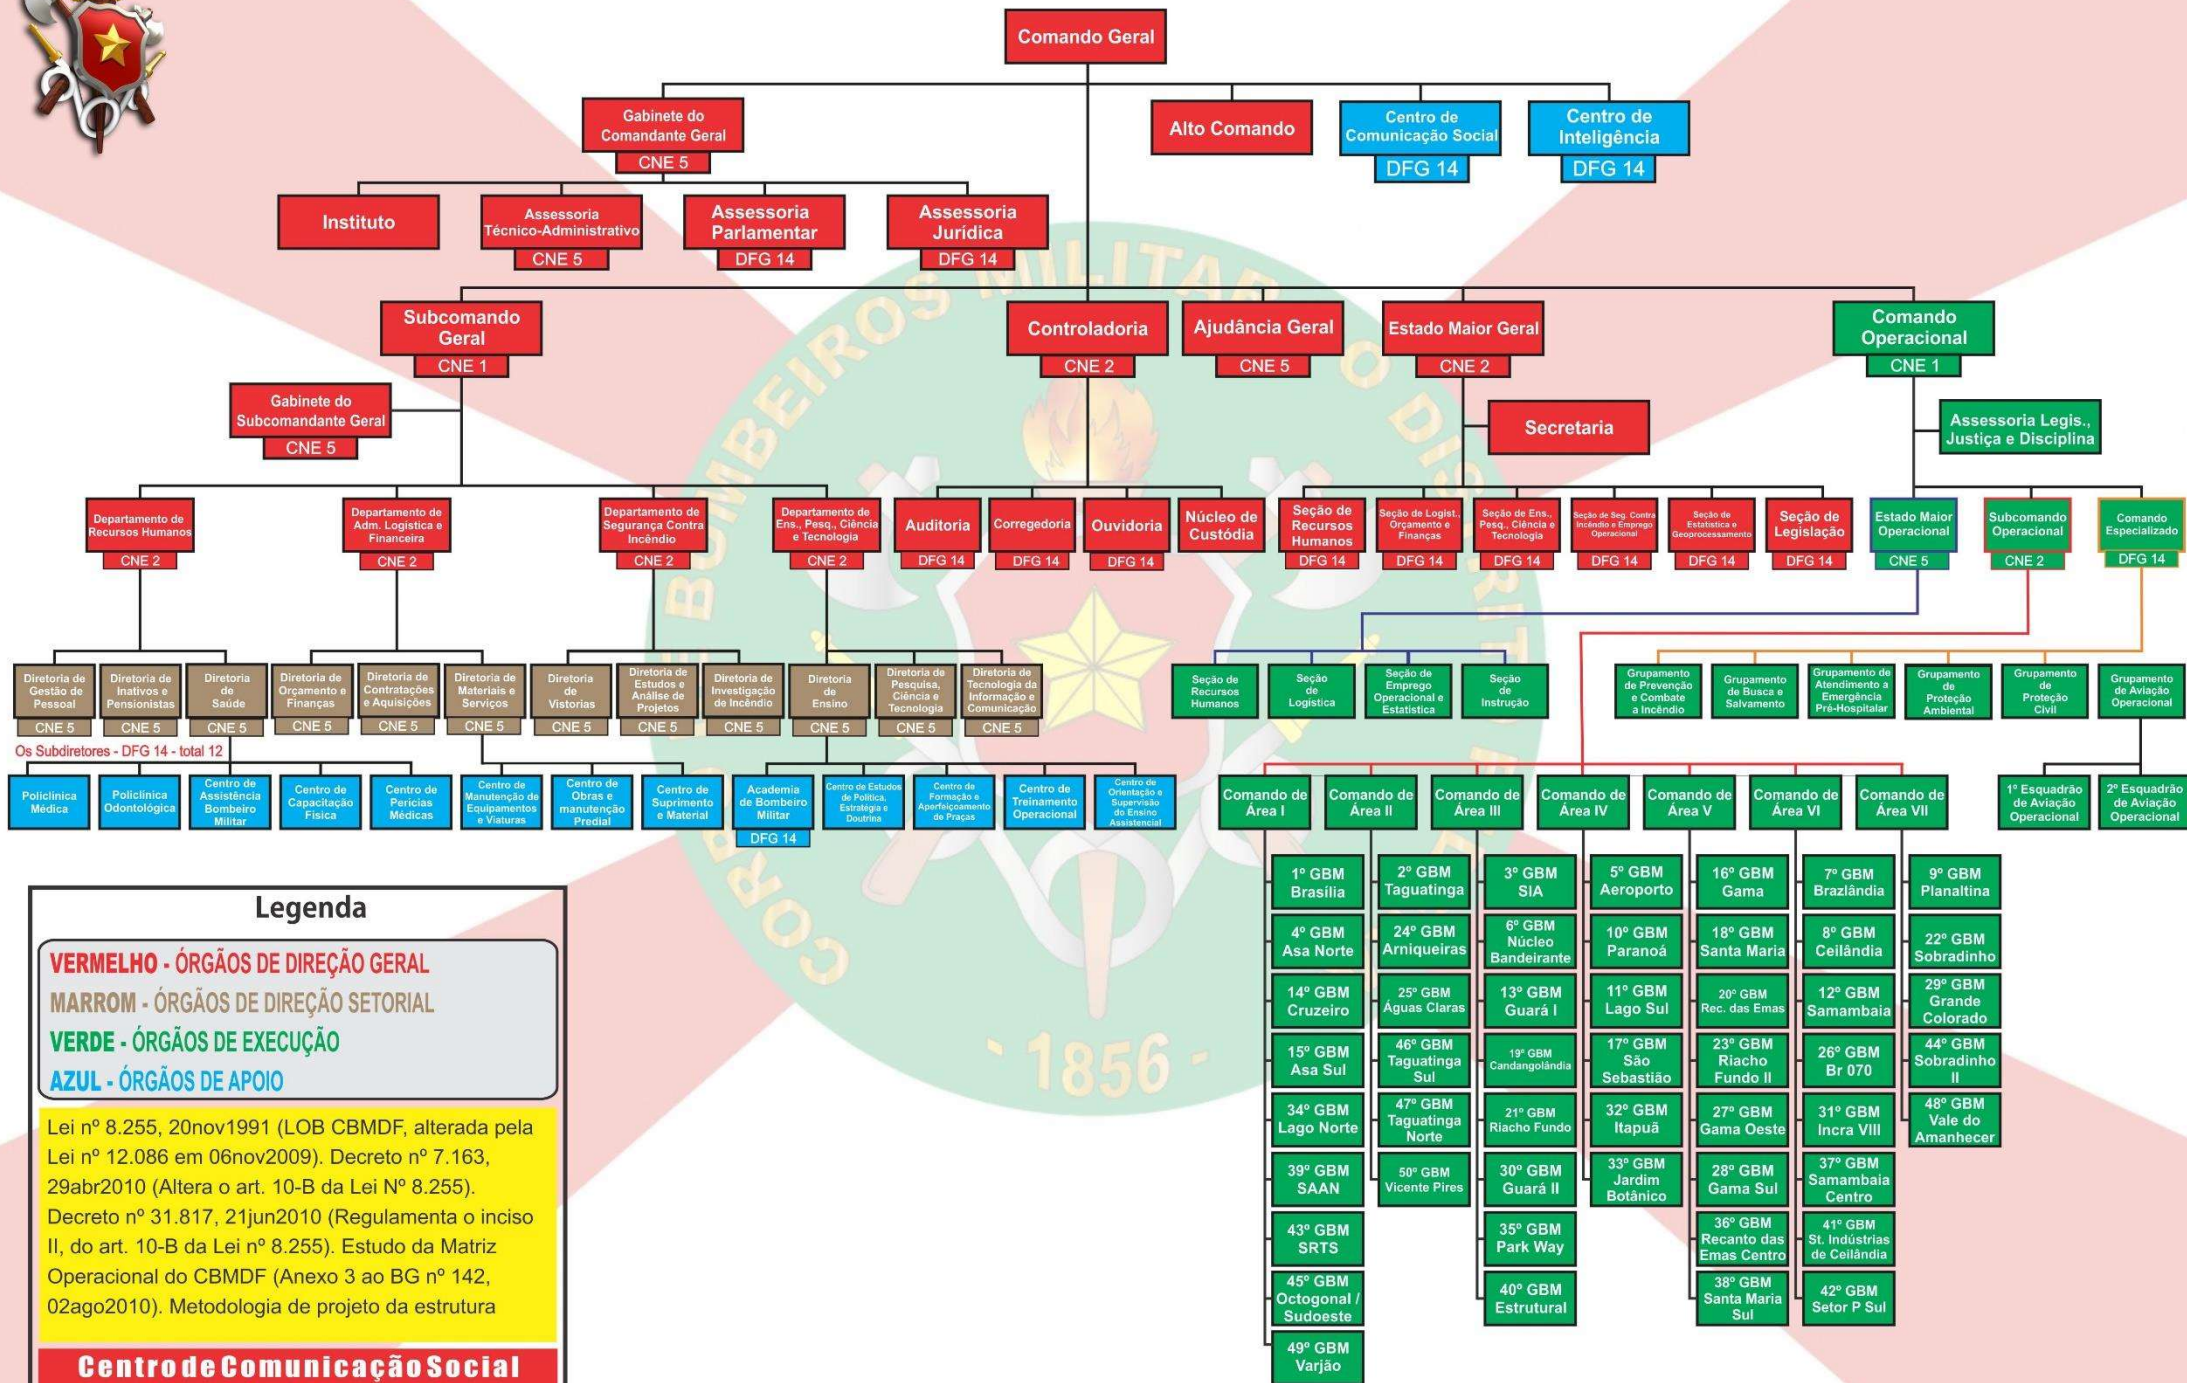 Comando Geral
Gabinete do
Comandante Geral
CNE 5
Alto Comando
Centro de
Comunicação Social
DFG 14
Centro de
Inteligência
DFG 14
Instituto
Assessoria
Técnico-Administrativo
CNE 5
Assessoria
Parlamentar
DFG 14
Assessoria
Jurídica
DFG 14
Subcomando
Geral
CNE 1
Controladoria
CNE 2
Ajudância Geral
CNE 5
Estado Maior Geral
CNE 2
Comando
Operacional
CNE 1
Gabinete do
Subcomandante Geral
CNE 5
Secretaria
Assessoria Legis.,
Justiça e Disciplina
Departamento de
Recursos Humanos
CNE 2
Departamento de
Adm. Logística e
Financeira
CNE 2
Departamento de
Segurança Contra
Incêndio
CNE 2
Departamento de
Ens., Pesq., Ciência
e Tecnologia
CNE 2
Auditoria
DFG 14
Corregedoria
DFG 14
Ouvidoria
DFG 14
Núcleo de
Custódia
Seção de
Recursos
Humanos
DFG 14
Seção de Logist.,
Orçamento e
Finanças
DFG 14
Seção de Ens.,
Pesq., Ciência e
Tecnologia
DFG 14
Seção de Seg. Contra
Incêndio e Emprego
Operacional
DFG 14
Seção de
Estatística e
Geoprocessamento
DFG 14
Seção de
Legislação
DFG 14
Estado Maior
Operacional
CNE 5
Subcomando
Operacional
CNE 2
Comando
Especializado
DFG 14
Diretoria de
Gestão de
Pessoal
CNE 5
Diretoria de
Inativos e
Pensionistas
CNE 5
Diretoria
de
Saúde
CNE 5
Diretoria de
Orçamento e
Finanças
CNE 5
Diretoria de
Contratações
e Aquisições
CNE 5
Diretoria de
Materiais e
Serviços
CNE 5
Diretoria
de
Vistorias
CNE 5
Diretoria de
Estudos e
Análise de
Projetos
CNE 5
Diretoria de
Investigação
de Incêndio
CNE 5
Diretoria
de
Ensino
CNE 5
Diretoria de
Pesquisa,
Ciência e
Tecnologia
CNE 5
Diretoria de
Tecnologia da
Informação e
Comunicação
CNE 5
Seção de
Recursos
Humanos
Seção
de
Logística
Seção de
Emprego
Operacional e
Estatistica
Seção
de
Instrução
Grupamento
de Prevenção
e Combate
a Incêndio
Grupamento
de Busca e
Salvamento
Grupamento de
Atendimento a
Emergência
Pré-Hospitalar
Grupamento
de
Proteção
Ambiental
Grupamento
de
Proteção
Civil
Grupamento
de Aviação
Operacional
Os Subdiretores - DFG 14 - total 12
Policlínica
Médica
Policlínica
Odontológica
Centro de
Assistência
Bombeiro
Militar
Centro de
Capacitação
Física
Centro de
Perícias
Médicas
Centro de
Manutenção de
Equipamentos
e Viaturas
Centro de
Obras e
manutenção
Predial
Centro de
Suprimento
e Material
Academia
de Bombeiro
Militar
DFG 14
Centro de Estudos
de Política,
Estratégia e
Doutrina
Centro de
Formação e
Aperfeiçoamento
de Praças
Centro de
Treinamento
Operacional
Centro de
Orientação e
Supervisão
do Ensino
Assistencial
Comando de
Área I
Comando de
Área II
Comando de
Área III
Comando de
Área IV
Comando de
Área V
Comando de
Área VI
Comando de
Área VII
1º Esquadrão
de Aviação
Operacional
2º Esquadrão
de Aviação
Operacional
1º GBM
Brasília
4º GBM
Asa Norte
14º GBM
Cruzeiro
15º GBM
Asa Sul
34º GBM
Lago Norte
39º GBM
SAAN
43º GBM
SRTS
45º GBM
Octogonal /
Sudoeste
49º GBM
Varjão
2º GBM
Taguatinga
24º GBM
Arniqueiras
25º GBM
Águas Claras
46º GBM
Taguatinga
Sul
47º GBM
Taguatinga
Norte
50º GBM
Vicente Pires
3º GBM
SIA
6º GBM
Núcleo
Bandeirante
13º GBM
Guará I
19º GBM
Candangolândia
21º GBM
Riacho Fundo
30º GBM
Guará II
35º GBM
Park Way
40º GBM
Estrutural
5º GBM
Aeroporto
10º GBM
Paranoá
11º GBM
Lago Sul
17º GBM
São
Sebastião
32º GBM
Itapuã
33º GBM
Jardim
Botânico
16º GBM
Gama
18º GBM
Santa Maria
20º GBM
Rec. das Emas
23º GBM
Riacho
Fundo II
27º GBM
Gama Oeste
28º GBM
Gama Sul
36º GBM
Recanto das
Emas Centro
38º GBM
Santa Maria
Sul
7º GBM
Brazlândia
8º GBM
Ceilândia
12º GBM
Samambaia
26º GBM
Br 070
31º GBM
Incra VIII
37º GBM
Samambaia
Centro
41º GBM
St. Indústrias
de Ceilândia
42º GBM
Setor P Sul
9º GBM
Planaltina
22º GBM
Sobradinho
29º GBM
Grande
Colorado
44º GBM
Sobradinho
II
48º GBM
Vale do
Amanhecer
Legenda
VERMELHO - ÓRGÃOS DE DIREÇÃO GERAL
MARROM - ÓRGÃOS DE DIREÇÃO SETORIAL
VERDE - ÓRGÃOS DE EXECUÇÃO
AZUL - ÓRGÃOS DE APOIO
Lei nº 8.255, 20nov1991 (LOB CBMDF, alterada pela
Lei nº 12.086 em 06nov2009). Decreto nº 7.163,
29abr2010 (Altera o art. 10-B da Lei Nº 8.255).
Decreto nº 31.817, 21jun2010 (Regulamenta o inciso
II, do art. 10-B da Lei nº 8.255). Estudo da Matriz
Operacional do CBMDF (Anexo 3 ao BG nº 142,
02ago2010). Metodologia de projeto da estrutura
Centro de Comunicação Social
- 1856 -